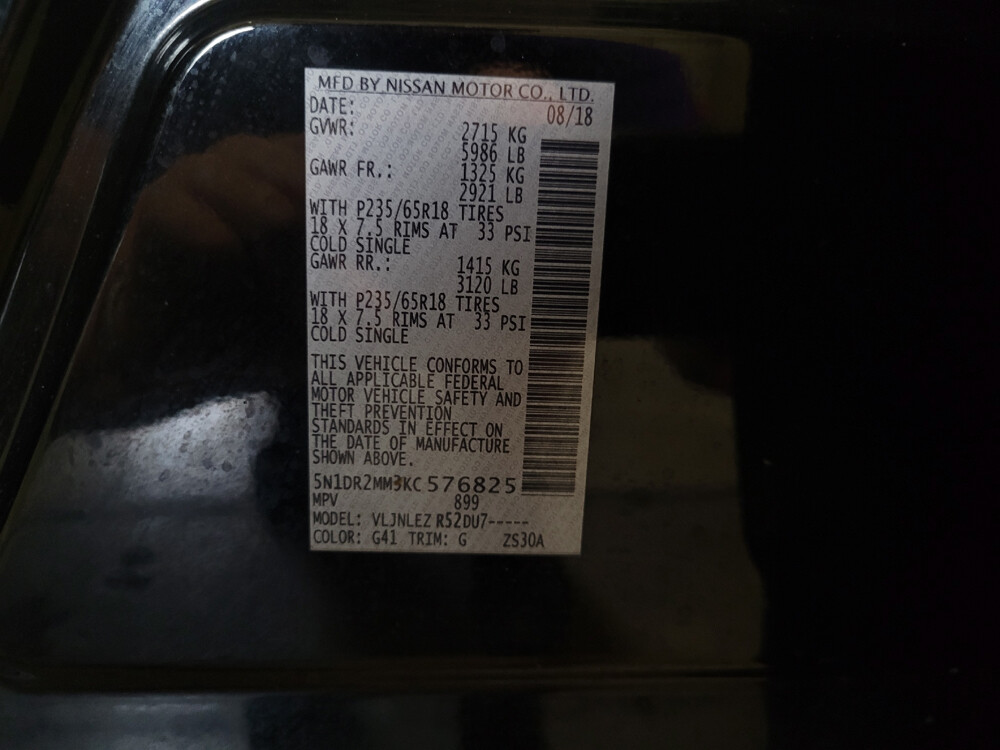 MFD BY NISSAN MOTOR CO., LTD.
DATE: 08/18
GVWR: 2715 KG
5986 LB
GAWR FR.: 1325 KG
2921 LB
WITH P235/65R18 TIRES
18 X 7.5 RIMS AT 33 PSI
COLD SINGLE
GAWR RR.: 1415 KG
3120 LB
WITH P235/65R18 TIRES
18 X 7.5 RIMS AT 33 PSI
COLD SINGLE
THIS VEHICLE CONFORMS TO
ALL APPLICABLE FEDERAL
MOTOR VEHICLE SAFETY AND
THEFT PREVENTION
STANDARDS IN EFFECT ON
THE DATE OF MANUFACTURE
SHOWN ABOVE.
5N1DR2MM3KC576825
MPV 899
MODEL: VLJNLEZ R52DU7-----
COLOR: G41 TRIM: G ZS30A